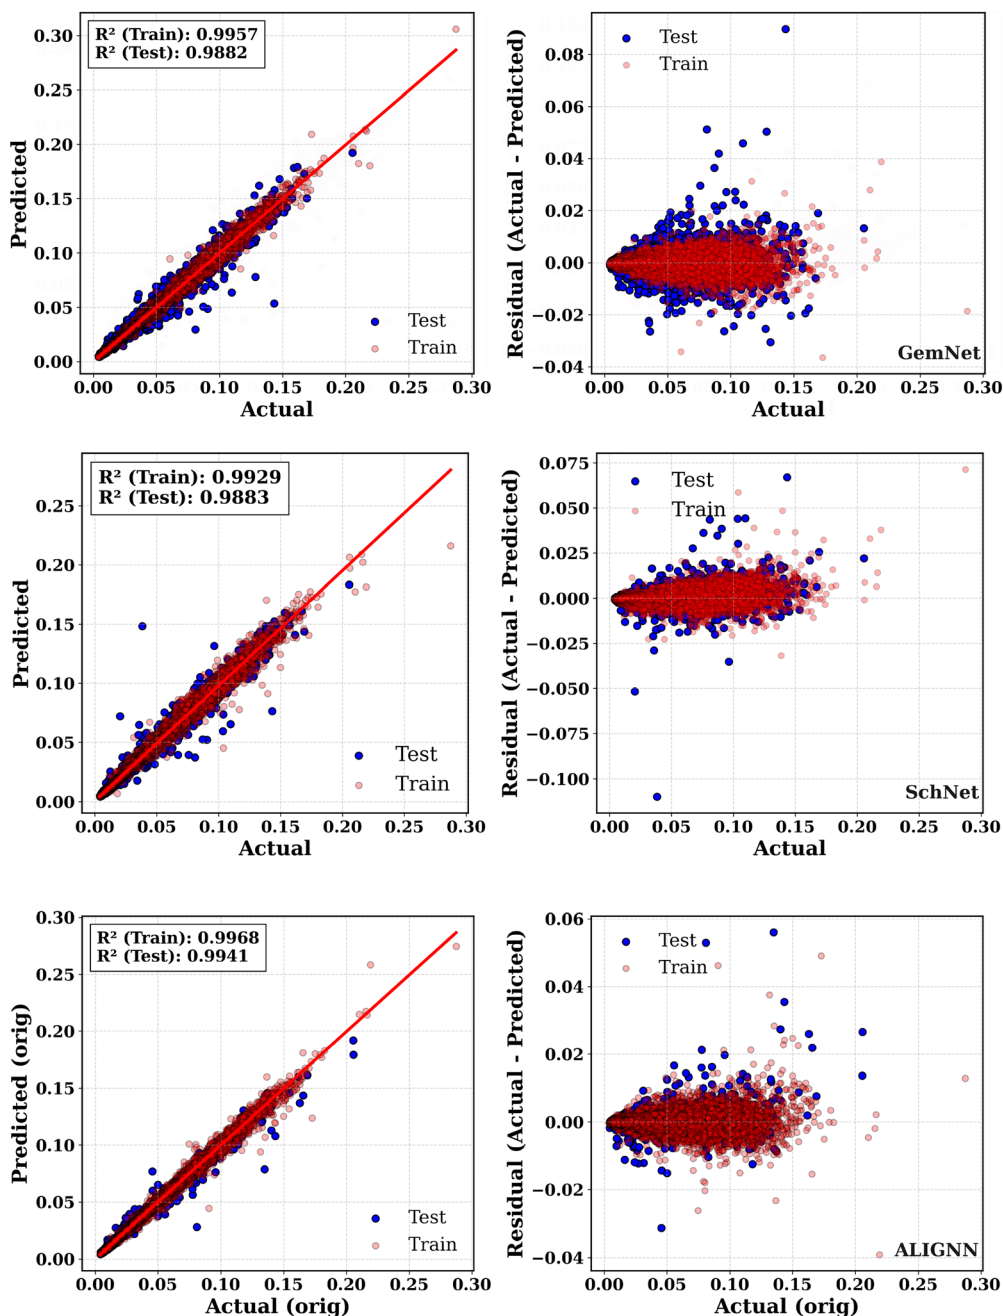 R² (Train): 0.9957
R² (Test): 0.9882
0.30
0.25
0.20
0.15
0.10
0.05
0.00
Predicted
Test
Train
0.00 0.05 0.10 0.15 0.20 0.25 0.30
Actual
Test
Train
0.08
0.06
0.04
0.02
0.00
−0.02
−0.04
Residual (Actual - Predicted)
GemNet
0.00 0.05 0.10 0.15 0.20 0.25 0.30
Actual
R² (Train): 0.9929
R² (Test): 0.9883
0.25
0.20
0.15
0.10
0.05
0.00
Predicted
Test
Train
0.00 0.05 0.10 0.15 0.20 0.25 0.30
Actual
Test
Train
0.075
0.050
0.025
0.000
−0.025
−0.050
−0.075
−0.100
Residual (Actual - Predicted)
SchNet
0.00 0.05 0.10 0.15 0.20 0.25 0.30
Actual
R² (Train): 0.9968
R² (Test): 0.9941
0.30
0.25
0.20
0.15
0.10
0.05
0.00
Predicted (orig)
Test
Train
0.00 0.05 0.10 0.15 0.20 0.25 0.30
Actual (orig)
Test
Train
0.06
0.04
0.02
0.00
−0.02
−0.04
Residual (Actual - Predicted)
ALIGNN
0.00 0.05 0.10 0.15 0.20 0.25 0.30
Actual (orig)